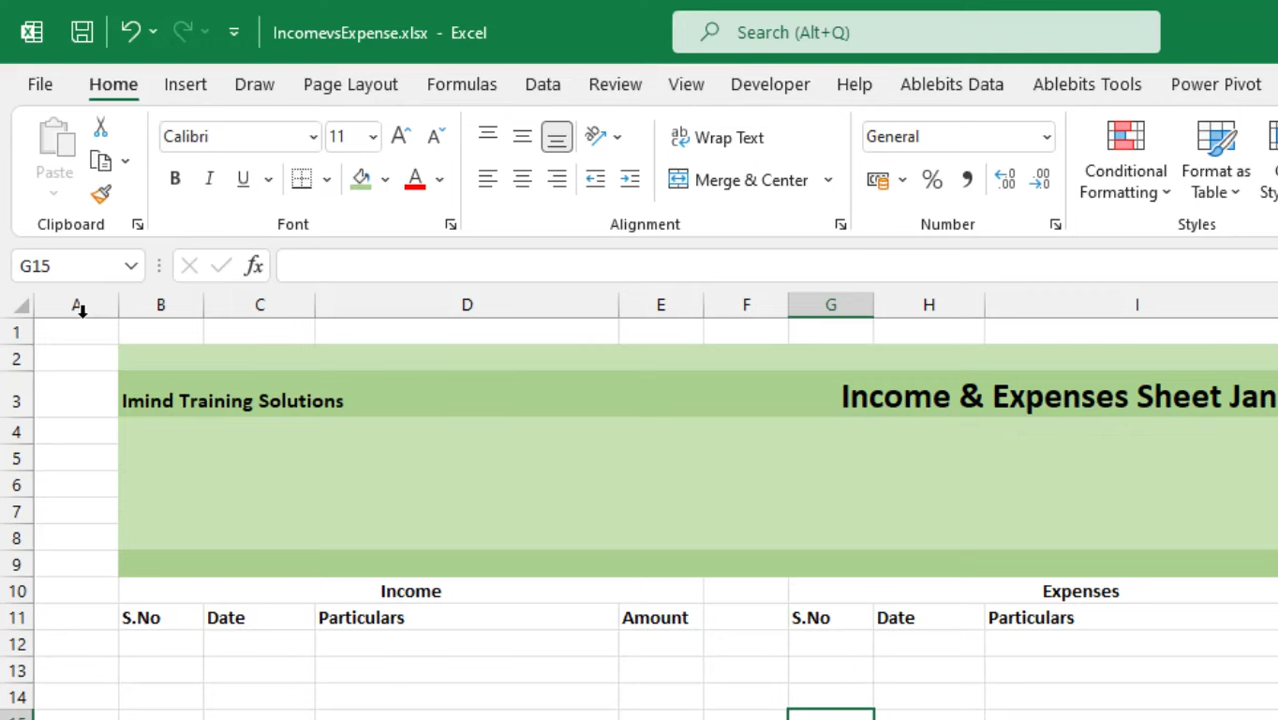 IncomevsExpense.xlsx - Excel
Search (Alt+Q)
File Home Insert Draw Page Layout Formulas Data Review View Developer Help Ablebits Data Ablebits Tools Power Pivot
Paste
Calibri 11
Wrap Text
General
B I U
Merge & Center
Conditional Formatting
Format as Table
Clipboard Font Alignment Number Styles
G15
fx
A B C D E F G H I
1
2
3 Imind Training Solutions Income & Expenses Sheet Jan
4
5
6
7
8
9
10 Income Expenses
11 S.No Date Particulars Amount S.No Date Particulars
12
13
14